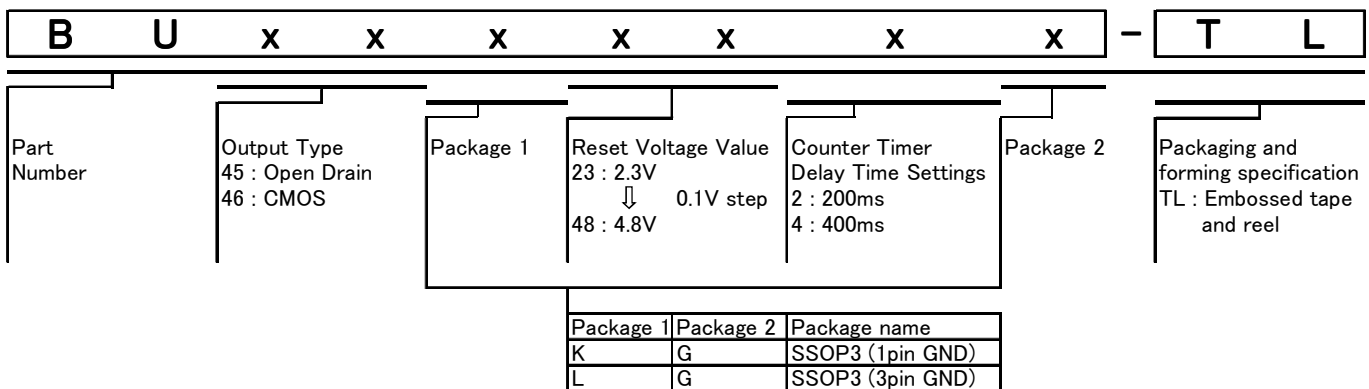 B U x x x x x x x - T L
Part Number
Output Type
45 : Open Drain
46 : CMOS
Package 1
Reset Voltage Value
23 : 2.3V
⇩ 0.1V step
48 : 4.8V
Counter Timer
Delay Time Settings
2 : 200ms
4 : 400ms
Package 2
Packaging and
forming specification
TL : Embossed tape
and reel
Package 1 Package 2 Package name
K G SSOP3 (1pin GND)
L G SSOP3 (3pin GND)